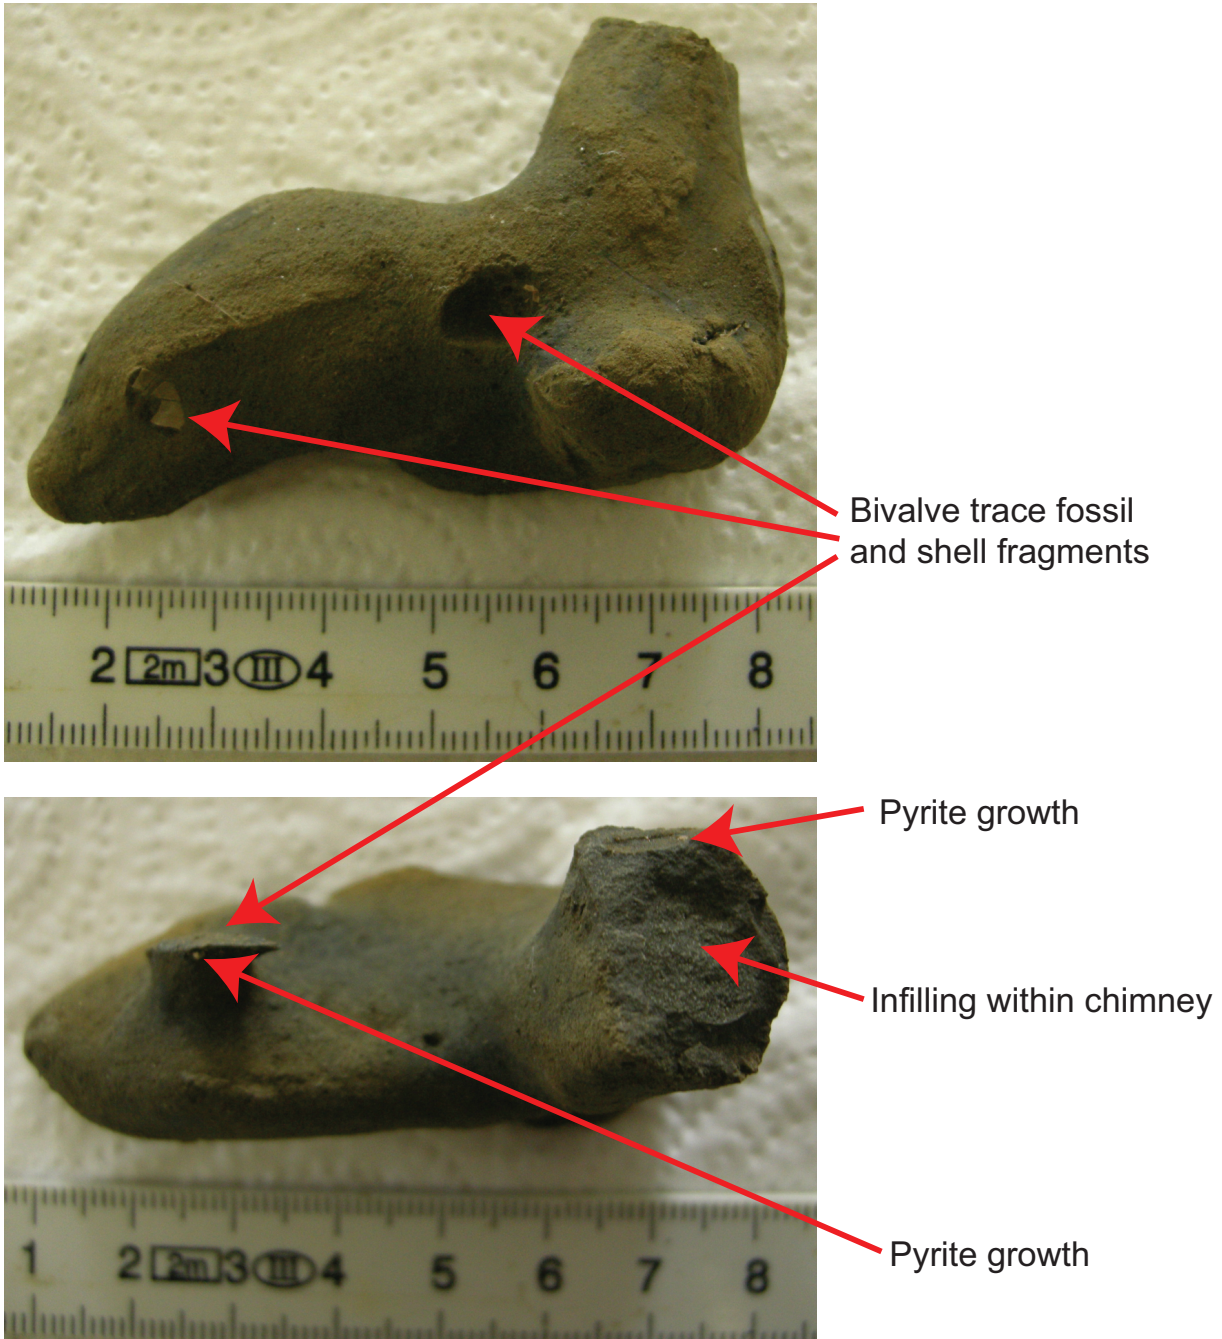 Bivalve trace fossil
and shell fragments
2 2m 3 III 4 5 6 7 8
Pyrite growth
Infilling within chimney
Pyrite growth
1 2 2m 3 III 4 5 6 7 8